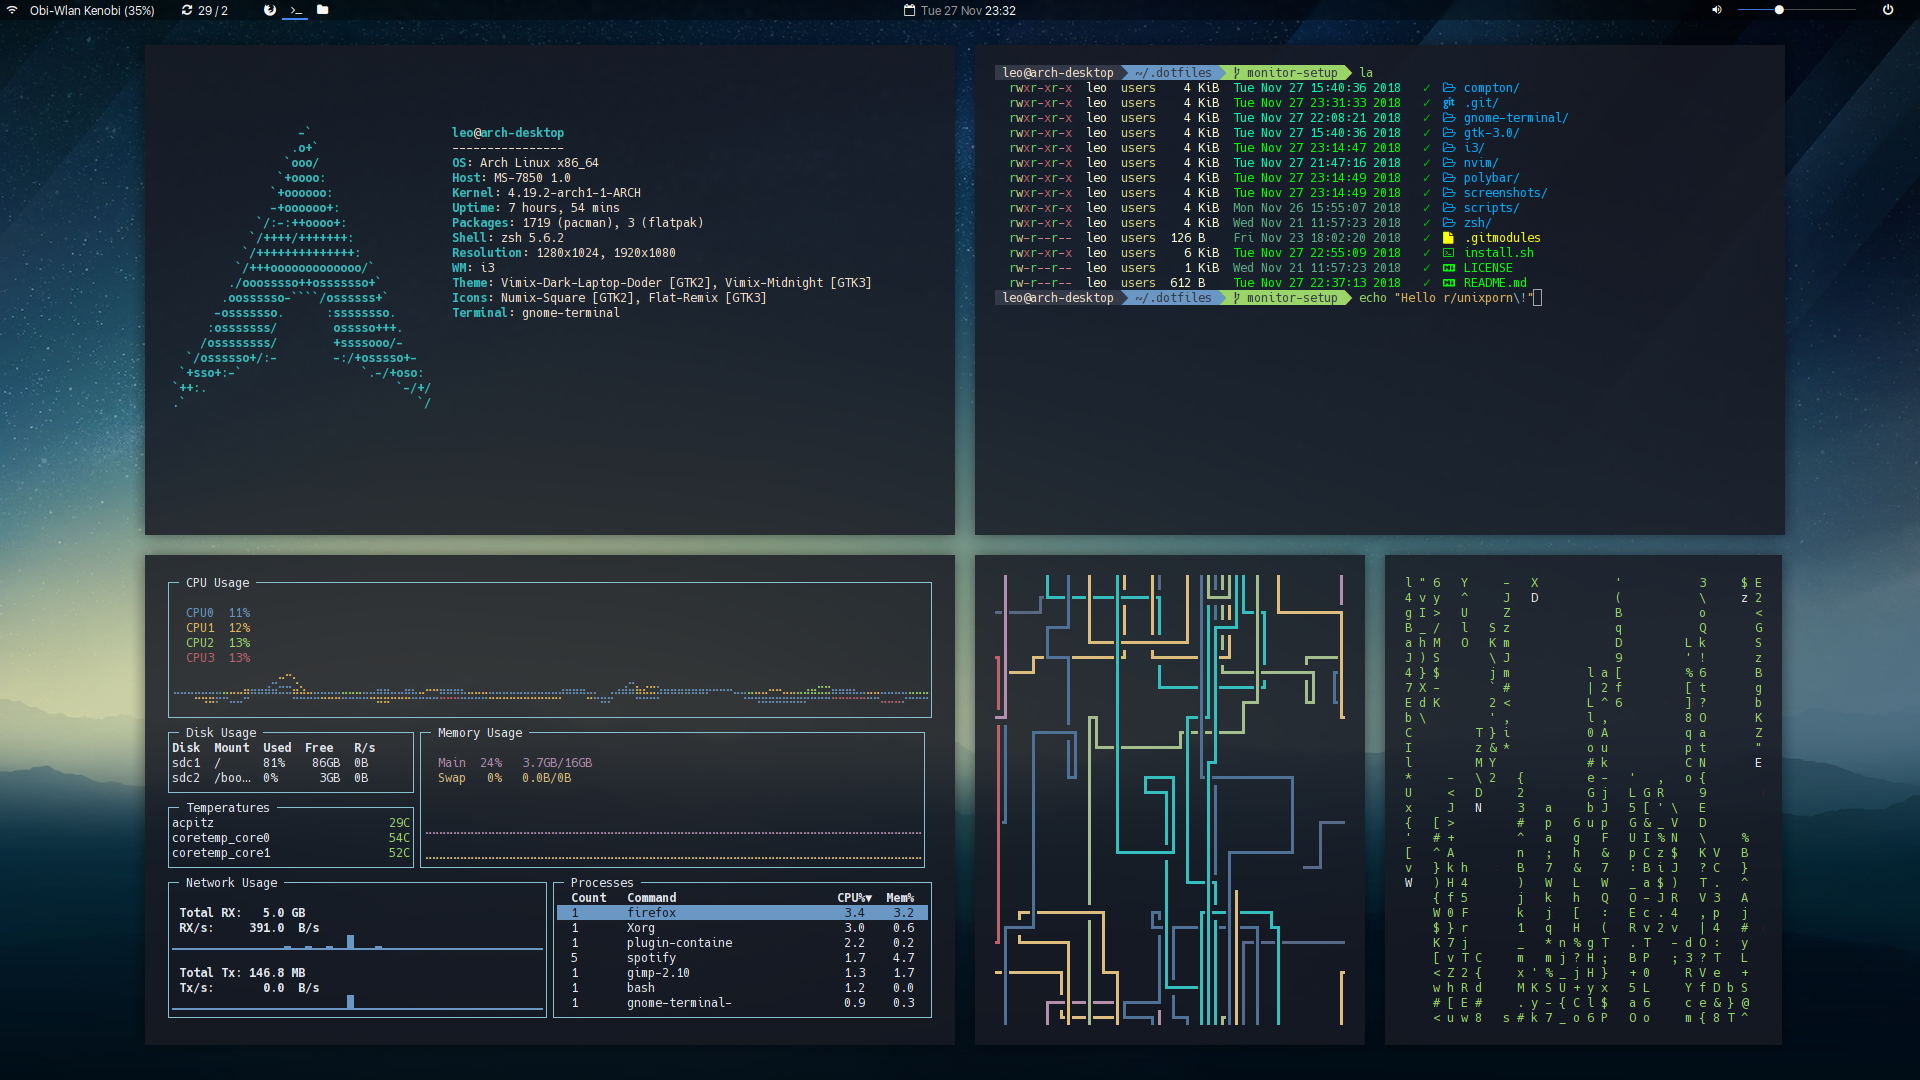 Obi-Wlan Kenobi (35%) 29 / 2 Tue 27 Nov 23:32
leo@arch-desktop
----------------
OS: Arch Linux x86_64
Host: MS-7850 1.0
Kernel: 4.19.2-arch1-1-ARCH
Uptime: 7 hours, 54 mins
Packages: 1719 (pacman), 3 (flatpak)
Shell: zsh 5.6.2
Resolution: 1280x1024, 1920x1080
WM: i3
Theme: Vimix-Dark-Laptop-Doder [GTK2], Vimix-Midnight [GTK3]
Icons: Numix-Square [GTK2], Flat-Remix [GTK3]
Terminal: gnome-terminal
leo@arch-desktop ~/.dotfiles monitor-setup la
rwxr-xr-x leo users 4 KiB Tue Nov 27 15:40:36 2018 ✓ compton/
rwxr-xr-x leo users 4 KiB Tue Nov 27 23:31:33 2018 ✓ git .git/
rwxr-xr-x leo users 4 KiB Tue Nov 27 22:08:21 2018 ✓ gnome-terminal/
rwxr-xr-x leo users 4 KiB Tue Nov 27 15:40:36 2018 ✓ gtk-3.0/
rwxr-xr-x leo users 4 KiB Tue Nov 27 23:14:47 2018 ✓ i3/
rwxr-xr-x leo users 4 KiB Tue Nov 27 21:47:16 2018 ✓ nvim/
rwxr-xr-x leo users 4 KiB Tue Nov 27 23:14:49 2018 ✓ polybar/
rwxr-xr-x leo users 4 KiB Tue Nov 27 23:14:49 2018 ✓ screenshots/
rwxr-xr-x leo users 4 KiB Mon Nov 26 15:55:07 2018 ✓ scripts/
rwxr-xr-x leo users 4 KiB Wed Nov 21 11:57:23 2018 ✓ zsh/
rw-r--r-- leo users 126 B Fri Nov 23 18:02:20 2018 ✓ .gitmodules
rwxr-xr-x leo users 6 KiB Tue Nov 27 22:55:09 2018 ✓ install.sh
rw-r--r-- leo users 1 KiB Wed Nov 21 11:57:23 2018 ✓ LICENSE
rw-r--r-- leo users 612 B Tue Nov 27 22:37:13 2018 ✓ README.md
leo@arch-desktop ~/.dotfiles monitor-setup echo "Hello r/unixporn\!"
CPU Usage
CPU0 11%
CPU1 12%
CPU2 13%
CPU3 13%
Disk Usage
Disk Mount Used Free R/s
sdc1 / 81% 86GB 0B
sdc2 /boo… 0% 3GB 0B
Memory Usage
Main 24% 3.7GB/16GB
Swap 0% 0.0B/0B
Temperatures
acpitz 29C
coretemp_core0 54C
coretemp_core1 52C
Network Usage
Total RX: 5.0 GB
RX/s: 391.0 B/s
Total Tx: 146.8 MB
Tx/s: 0.0 B/s
Processes
Count Command CPU%▼ Mem%
1 firefox 3.4 3.2
1 Xorg 3.0 0.6
1 plugin-containe 2.2 0.2
5 spotify 1.7 4.7
1 gimp-2.10 1.3 1.7
1 bash 1.2 0.0
1 gnome-terminal- 0.9 0.3